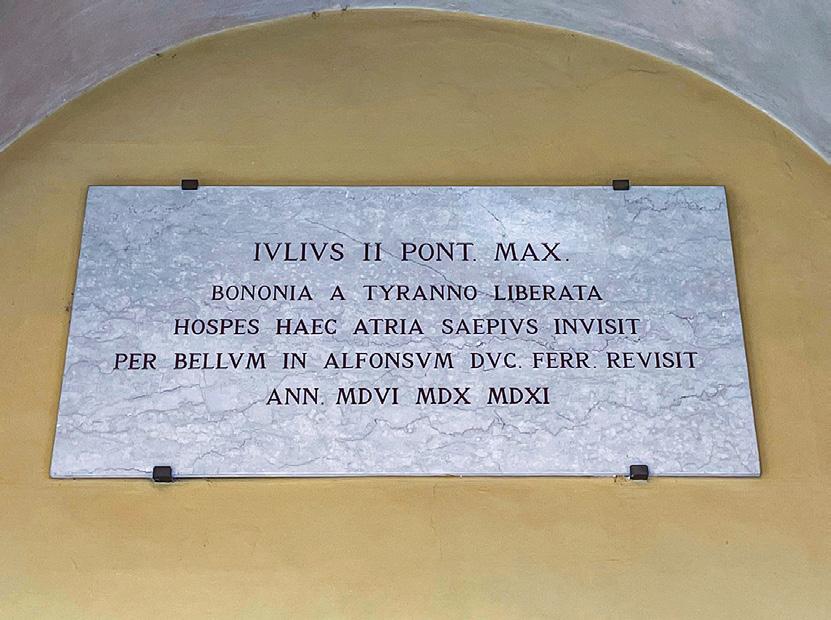 IVLIVS II PONT. MAX.
BONONIA A TYRANNO LIBERATA
HOSPES HAEC ATRIA SAEPIVS INVISIT
PER BELLVM IN ALFONSVM DVC. FERR. REVISIT
ANN. MDVI MDX MDXI